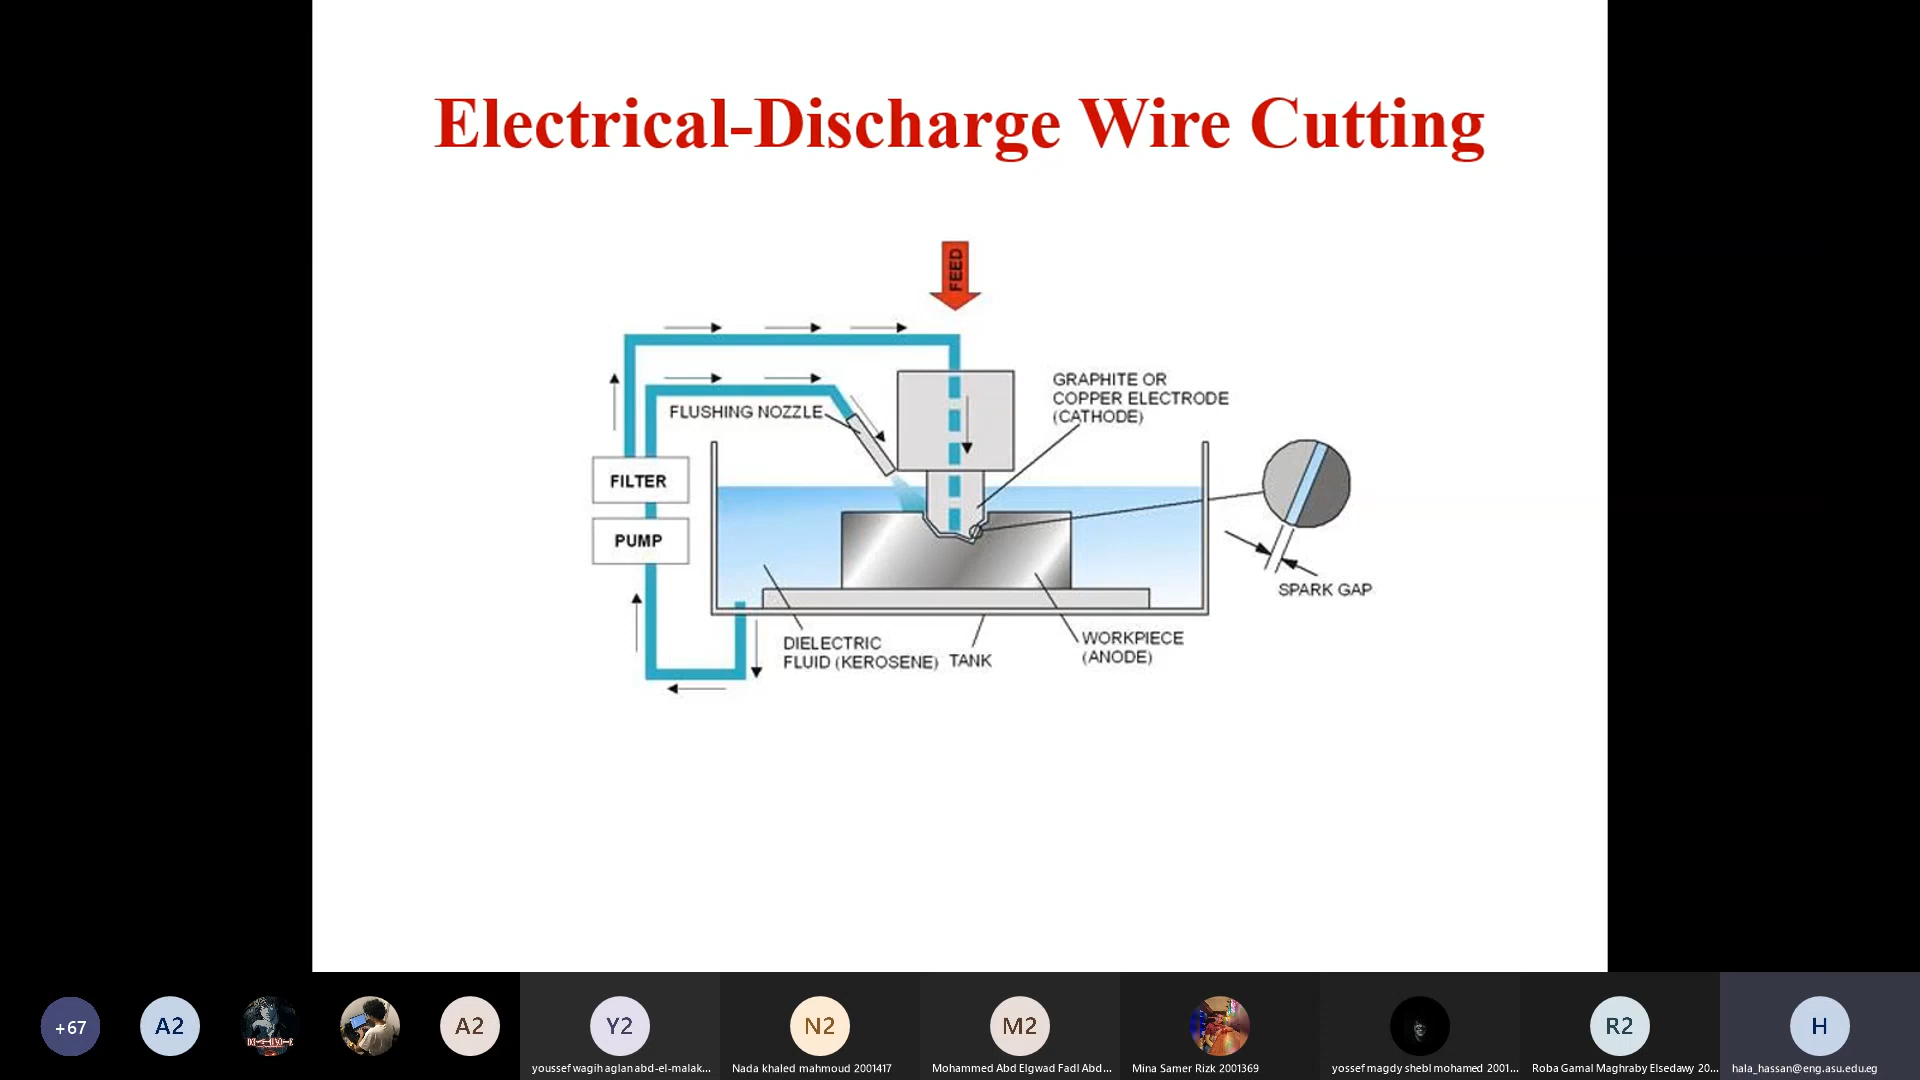 Electrical-Discharge Wire Cutting
FEED
GRAPHITE OR
COPPER ELECTRODE
(CATHODE)
FLUSHING NOZZLE
FILTER
PUMP
SPARK GAP
DIELECTRIC
FLUID (KEROSENE)
TANK
WORKPIECE
(ANODE)
+67
A2
A2
Y2
N2
M2
R2
H
youssef wagih aglan abd-el-malak...
Nada khaled mahmoud 2001417
Mohammed Abd Elgwad Fadl Abd...
Mina Samer Rizk 2001369
yossef magdy shebl mohamed 2001...
Roba Gamal Maghraby Elsedawy 20...
hala_hassan@eng.asu.edu.eg